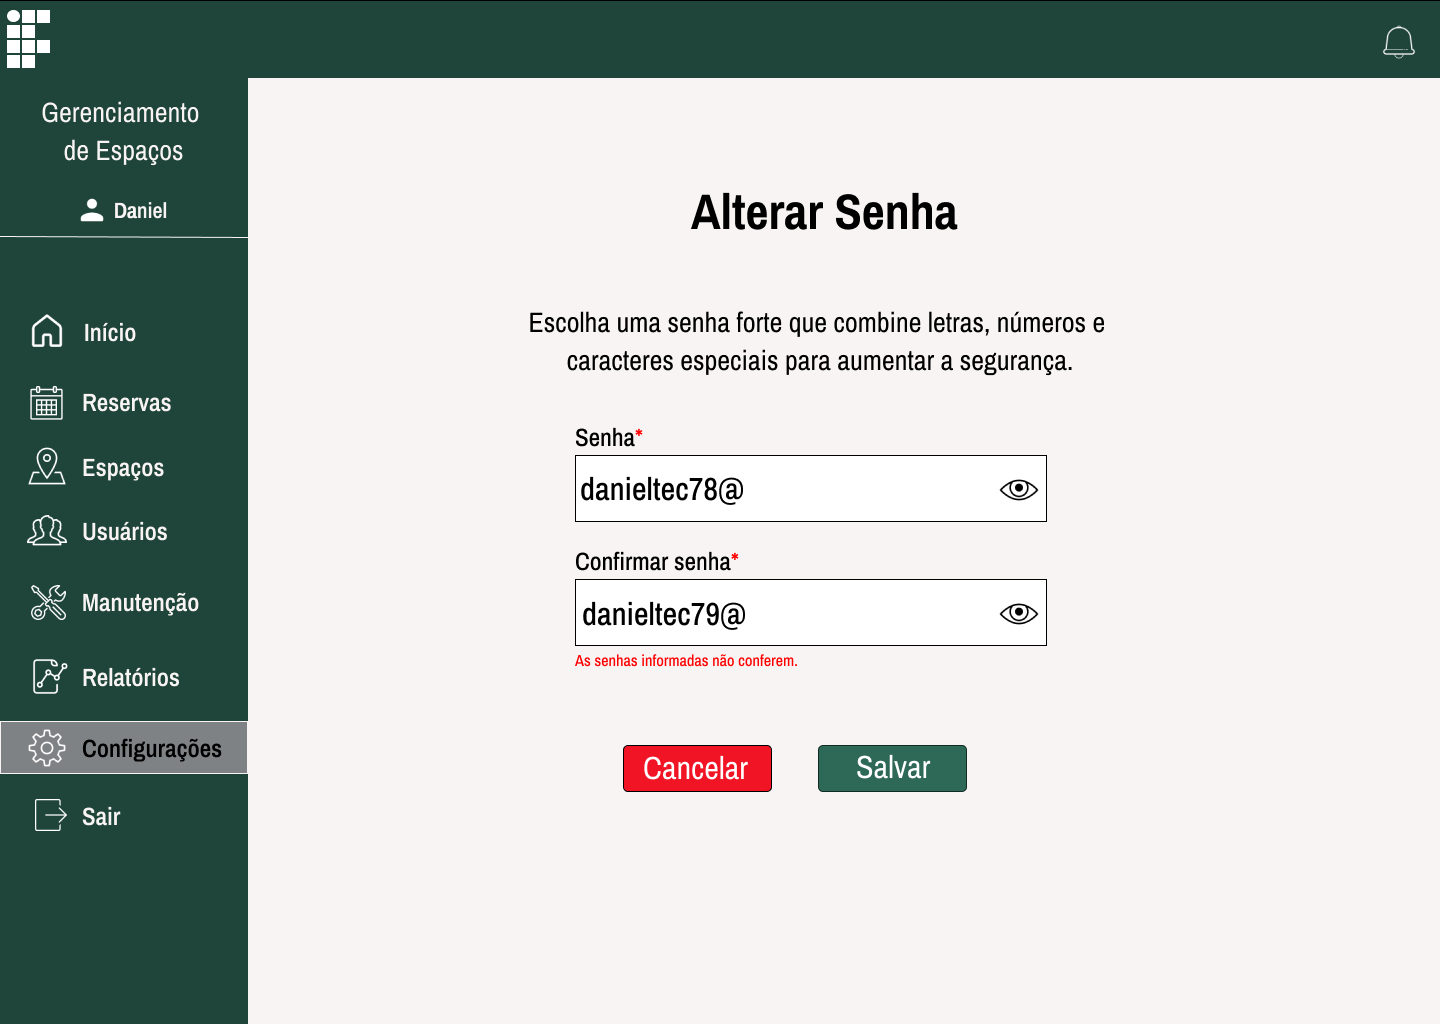 Gerenciamento
de Espaços
Daniel
Início
Reservas
Espaços
Usuários
Manutenção
Relatórios
Configurações
Sair
Alterar Senha
Escolha uma senha forte que combine letras, números e
caracteres especiais para aumentar a segurança.
Senha*
danieltec78@
Confirmar senha*
danieltec79@
As senhas informadas não conferem.
Cancelar
Salvar